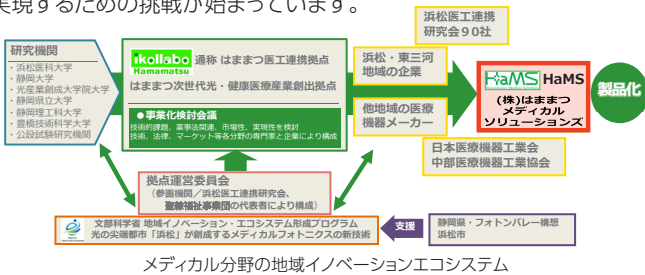 実現するための挑戦が始まっています。
研究機関
・浜松医科大学
・静岡大学
・光産業創成大学院大学
・静岡県立大学
・静岡理工科大学
・豊橋技術科学大学
・公設試験研究機関
ikollabo
Hamamatsu
通称 はままつ医工連携拠点
はままつ次世代光・健康医療産業創出拠点
●事業化検討会議
技術的課題、薬事法関連、市場性、実現性を検討
技術、法律、マーケット等各分野の専門家と企業により構成
浜松・東三河
地域の企業
他地域の医療
機器メーカー
浜松医工連携
研究会90社
HaMS HaMS
(株)はままつ
メディカル
ソリューションズ
製品化
日本医療機器工業会
中部医療機器工業協会
拠点運営委員会
(参画機関/浜松医工連携研究会、
聖隷福祉事業団の代表者により構成)
文部科学省 地域イノベーション・エコシステム形成プログラム
光の尖端都市「浜松」が創成するメディカルフォトニクスの新技術
支援
静岡県・フォトンバレー構想
浜松市
メディカル分野の地域イノベーションエコシステム